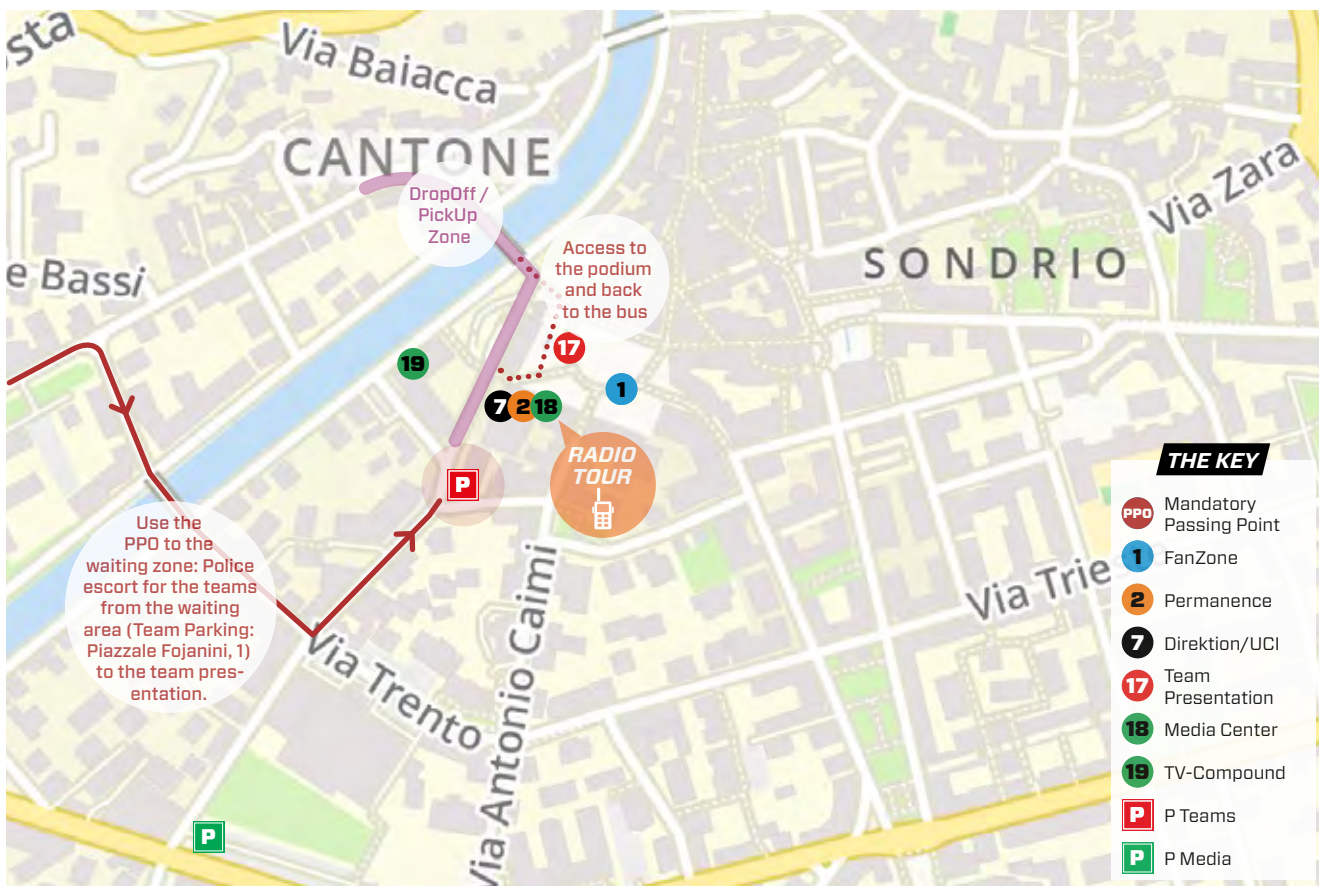 sta
Via Baiacca
CANTONE
DropOff /
PickUp
Zone
Access to
the podium
and back
to the bus
Via Zara
SONDRIO
e Bassi
17
19
1
7
2
18
RADIO
TOUR
P
Use the
PPO to the
waiting zone: Police
escort for the teams
from the waiting
area (Team Parking:
Piazzale Fojanini, 1)
to the team pres-
entation.
Via Trento
Via Antonio Caimi
Via Trie
P
THE KEY
PPO Mandatory
Passing Point
1 FanZone
2 Permanence
7 Direktion/UCI
17 Team
Presentation
18 Media Center
19 TV-Compound
P P Teams
P P Media